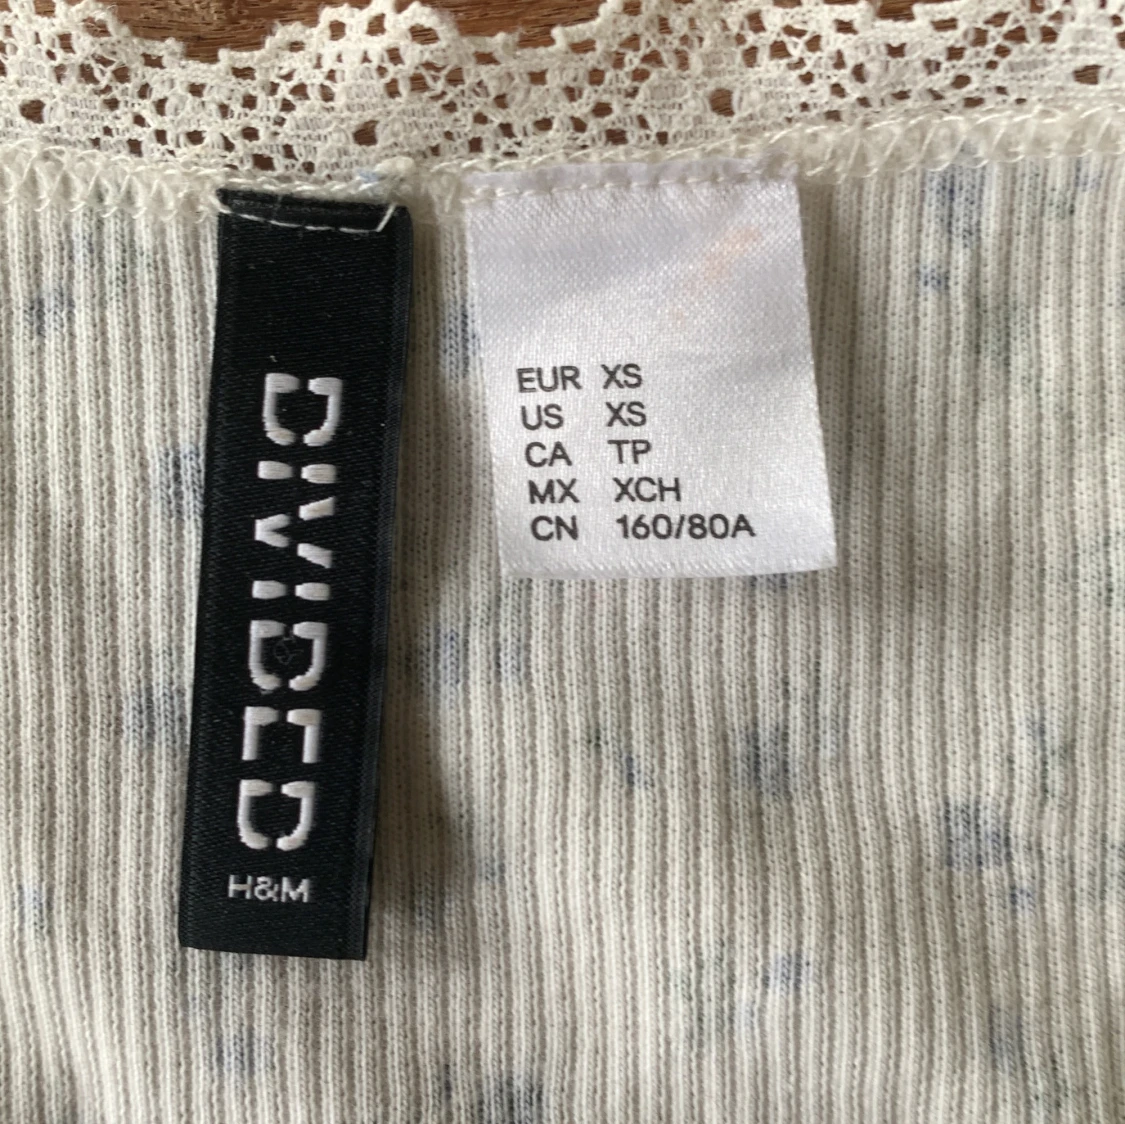 DIVIDED
H&M
EUR XS
US XS
CA TP
MX XCH
CN 160/80A